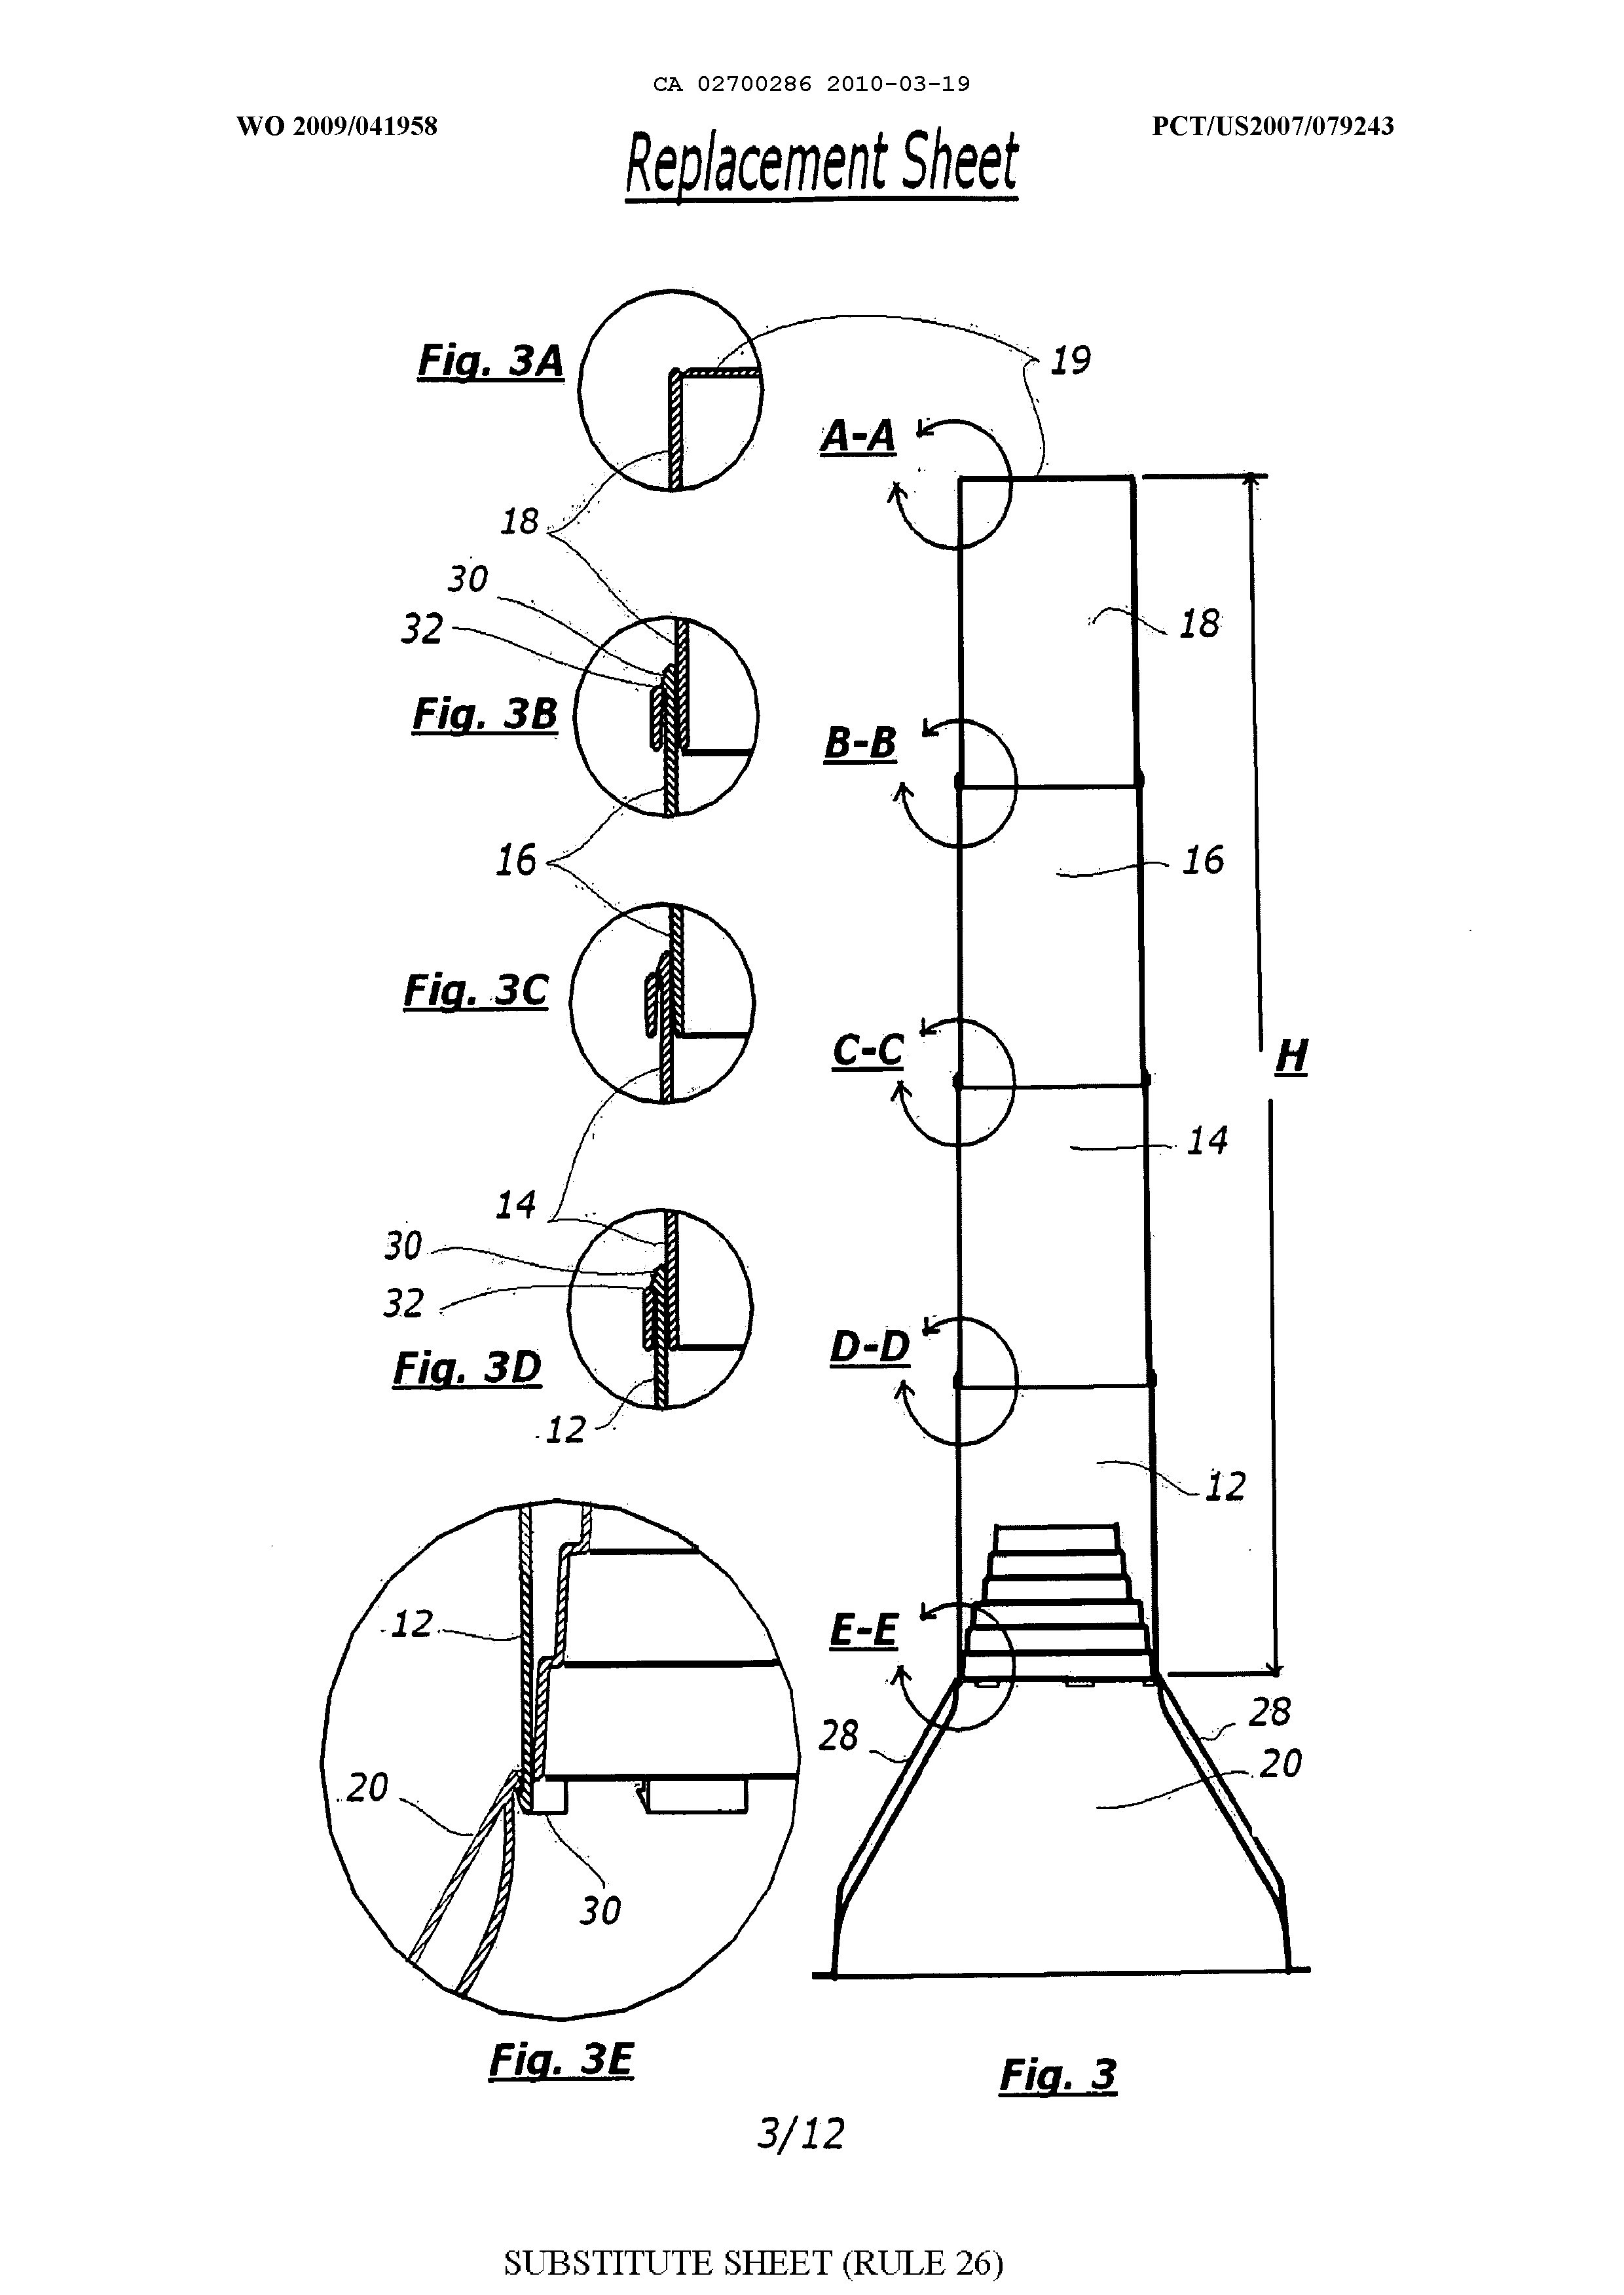 CA 02700286 2010-03-19
WO 2009/041958
PCT/US2007/079243
Replacement Sheet
Fig. 3A
19
A-A
18
30
18
32
Fig. 3B
B-B
16
16
Fig. 3C
C-C
H
14
14
30
32
D-D
Fig. 3D
12
12
12
E-E
28
28
20
20
30
Fig. 3E
Fig. 3
3/12
SUBSTITUTE SHEET (RULE 26)